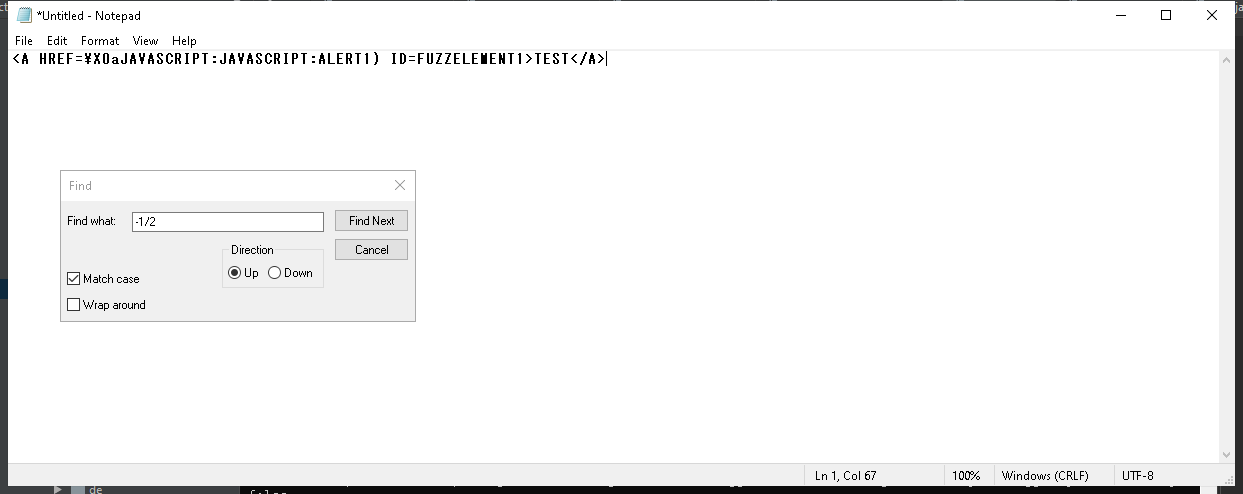 *Untitled - Notepad
File Edit Format View Help
<A HREF=¥X0aJAVASCRIPT:JAVASCRIPT:ALERT1) ID=FUZZELEMENT1>TEST</A>
Find
Find what: -1/2 Find Next
Cancel
Direction
Up Down
Match case
Wrap around
Ln 1, Col 67 100% Windows (CRLF) UTF-8
de